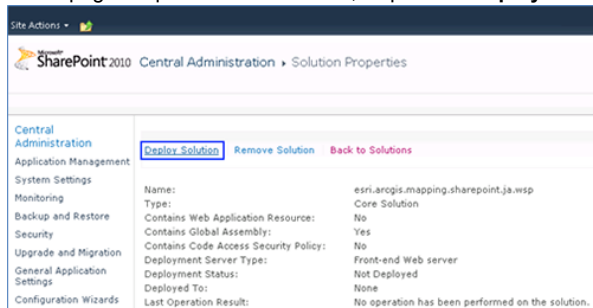 Site Actions
Microsoft
SharePoint 2010 Central Administration ▸ Solution Properties
Central
Administration
Application Management
System Settings
Monitoring
Backup and Restore
Security
Upgrade and Migration
General Application
Settings
Configuration Wizards
Deploy Solution Remove Solution Back to Solutions
Name: esri.arcgis.mapping.sharepoint.ja.wsp
Type: Core Solution
Contains Web Application Resource: No
Contains Global Assembly: Yes
Contains Code Access Security Policy: No
Deployment Server Type: Front-end Web server
Deployment Status: Not Deployed
Deployed To: None
Last Operation Result: No operation has been performed on the solution.